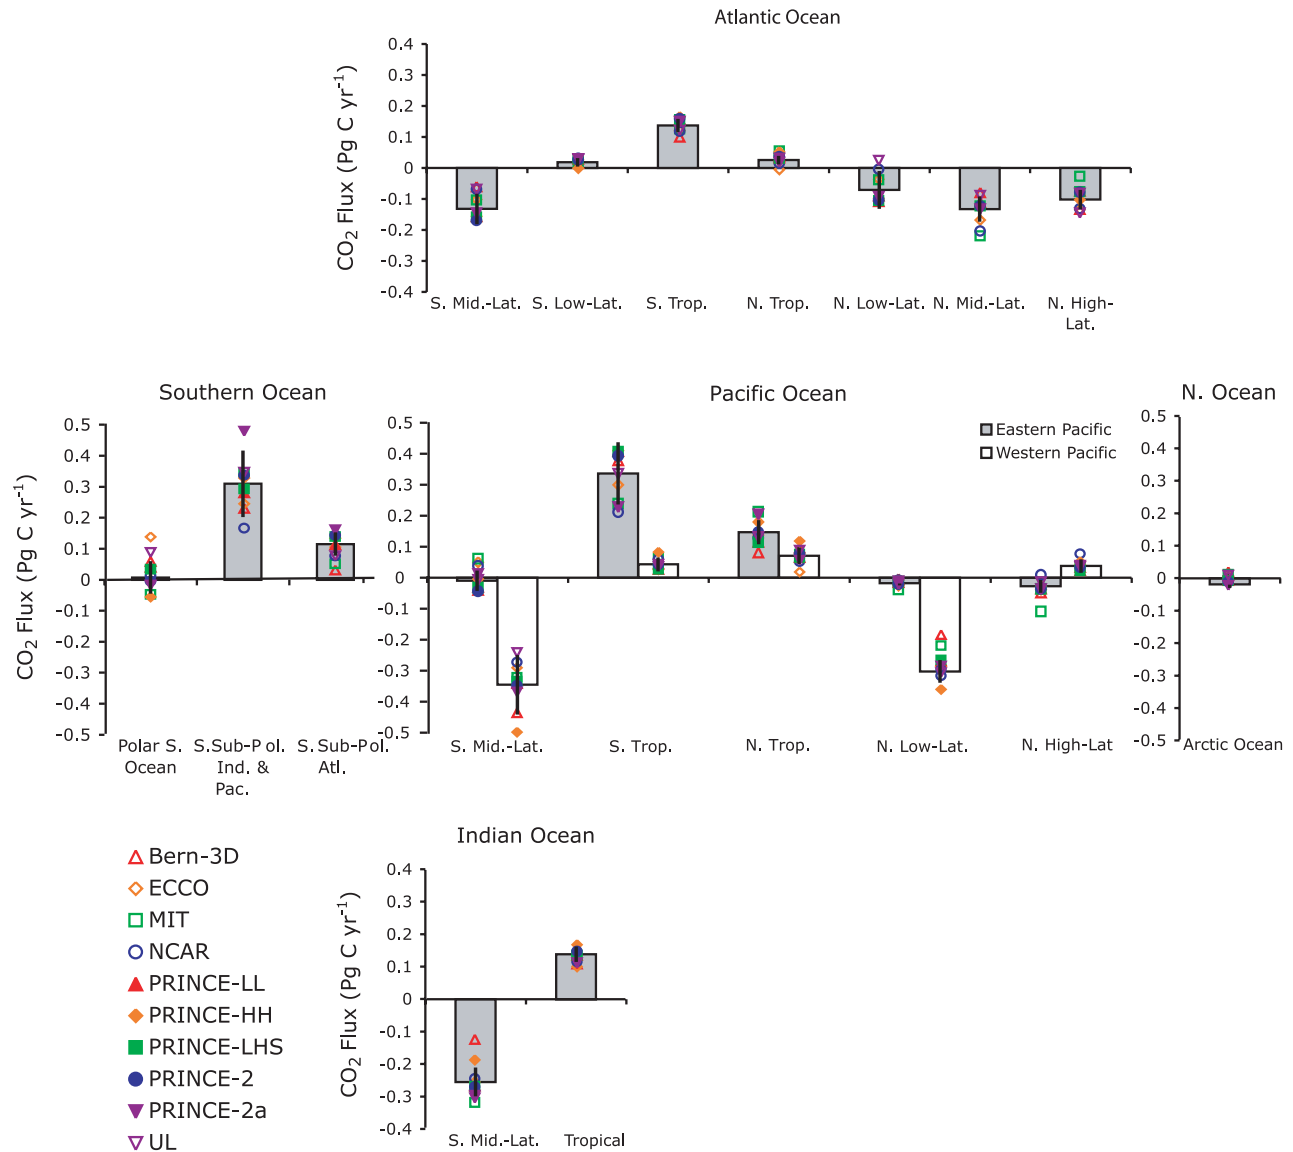 Atlantic Ocean
CO2 Flux (Pg C yr-1)
0.4
0.3
0.2
0.1
0
-0.1
-0.2
-0.3
-0.4
S. Mid.-Lat.
S. Low-Lat.
S. Trop.
N. Trop.
N. Low-Lat.
N. Mid.-Lat.
N. High-
Lat.
Southern Ocean
CO2 Flux (Pg C yr-1)
0.5
0.4
0.3
0.2
0.1
0
-0.1
-0.2
-0.3
-0.4
-0.5
Polar S.
Ocean
S.Sub-Pol.
Ind. &
Pac.
S.Sub-Pol.
Atl.
Pacific Ocean
0.5
0.4
0.3
0.2
0.1
0
-0.1
-0.2
-0.3
-0.4
-0.5
Eastern Pacific
Western Pacific
S. Mid.-Lat.
S. Trop.
N. Trop.
N. Low-Lat.
N. High-Lat
N. Ocean
0.5
0.4
0.3
0.2
0.1
0
-0.1
-0.2
-0.3
-0.4
-0.5
Arctic Ocean
Bern-3D
ECCO
MIT
NCAR
PRINCE-LL
PRINCE-HH
PRINCE-LHS
PRINCE-2
PRINCE-2a
UL
Indian Ocean
CO2 Flux (Pg C yr-1)
0.4
0.3
0.2
0.1
0
-0.1
-0.2
-0.3
-0.4
S. Mid.-Lat.
Tropical